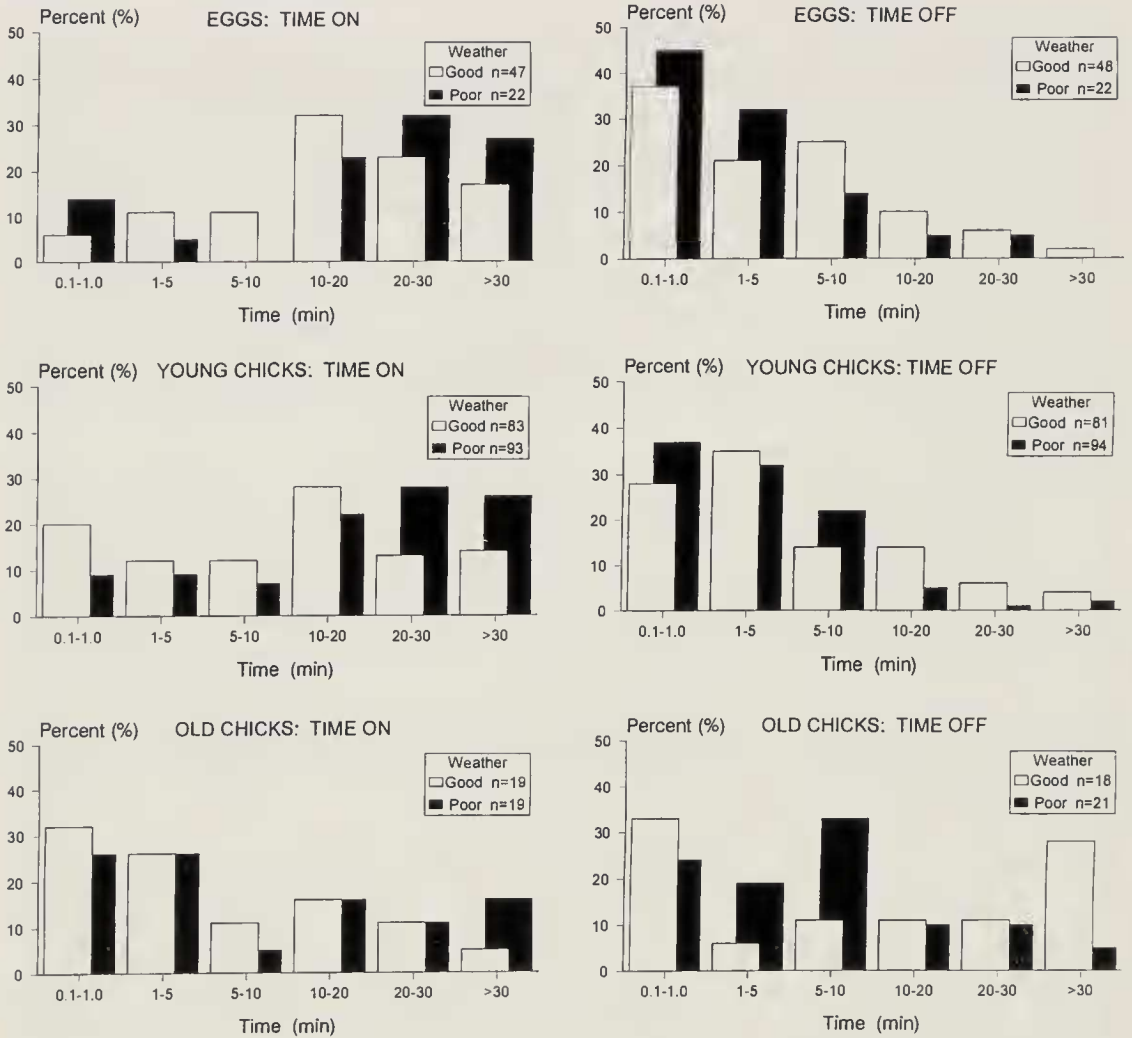 Percent (%) EGGS: TIME ON
50
40
30
20
10
0
Weather
Good n=47
Poor n=22
0.1-1.0 1-5 5-10 10-20 20-30 >30
Time (min)
Percent (%) EGGS: TIME OFF
50
40
30
20
10
0
Weather
Good n=48
Poor n=22
0.1-1.0 1-5 5-10 10-20 20-30 >30
Time (min)
Percent (%) YOUNG CHICKS: TIME ON
50
40
30
20
10
0
Weather
Good n=83
Poor n=93
0.1-1.0 1-5 5-10 10-20 20-30 >30
Time (min)
Percent (%) YOUNG CHICKS: TIME OFF
50
40
30
20
10
0
Weather
Good n=81
Poor n=94
0.1-1.0 1-5 5-10 10-20 20-30 >30
Time (min)
Percent (%) OLD CHICKS: TIME ON
50
40
30
20
10
0
Weather
Good n=19
Poor n=19
0.1-1.0 1-5 5-10 10-20 20-30 >30
Time (min)
Percent (%) OLD CHICKS: TIME OFF
50
40
30
20
10
0
Weather
Good n=18
Poor n=21
0.1-1.0 1-5 5-10 10-20 20-30 >30
Time (min)